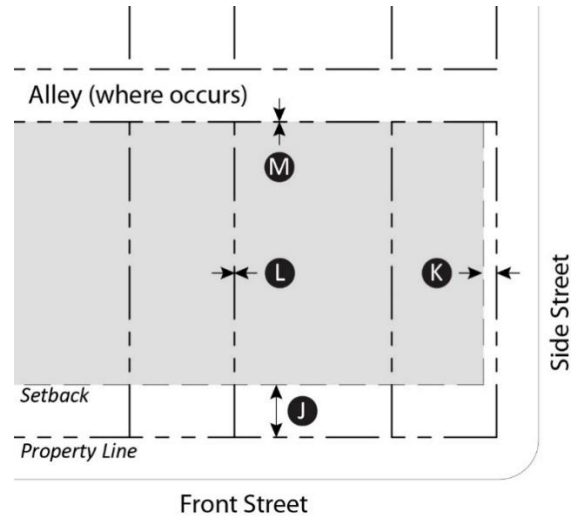 Alley (where occurs)
M
L
K
Side Street
Setback
J
Property Line
Front Street